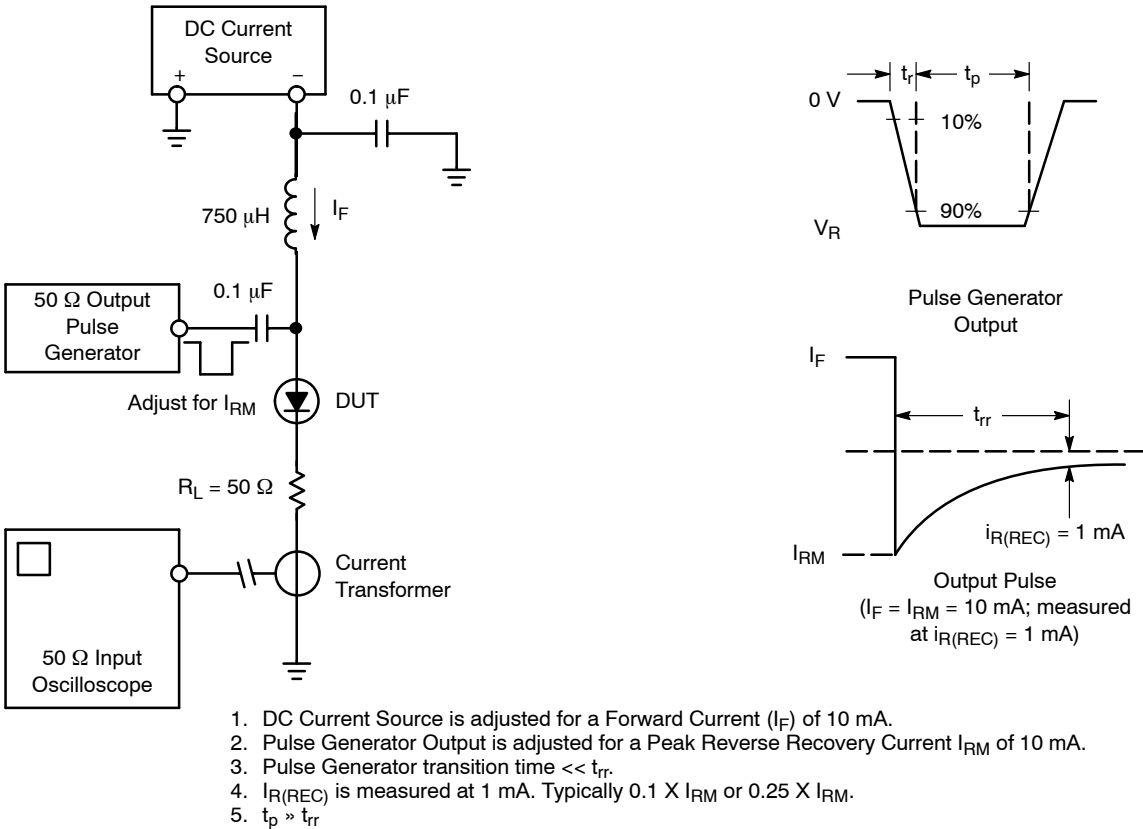 DC Current
Source
+ −
0.1 μF
750 μH
I_F
50 Ω Output
Pulse
Generator
0.1 μF
Adjust for I_RM
DUT
R_L = 50 Ω
Current
Transformer
50 Ω Input
Oscilloscope
t_r t_p
0 V
10%
90%
V_R
Pulse Generator
Output
I_F
t_rr
i_R(REC) = 1 mA
I_RM
Output Pulse
(I_F = I_RM = 10 mA; measured
at i_R(REC) = 1 mA)
1. DC Current Source is adjusted for a Forward Current (I_F) of 10 mA.
2. Pulse Generator Output is adjusted for a Peak Reverse Recovery Current I_RM of 10 mA.
3. Pulse Generator transition time << t_rr.
4. I_R(REC) is measured at 1 mA. Typically 0.1 X I_RM or 0.25 X I_RM.
5. t_p » t_rr